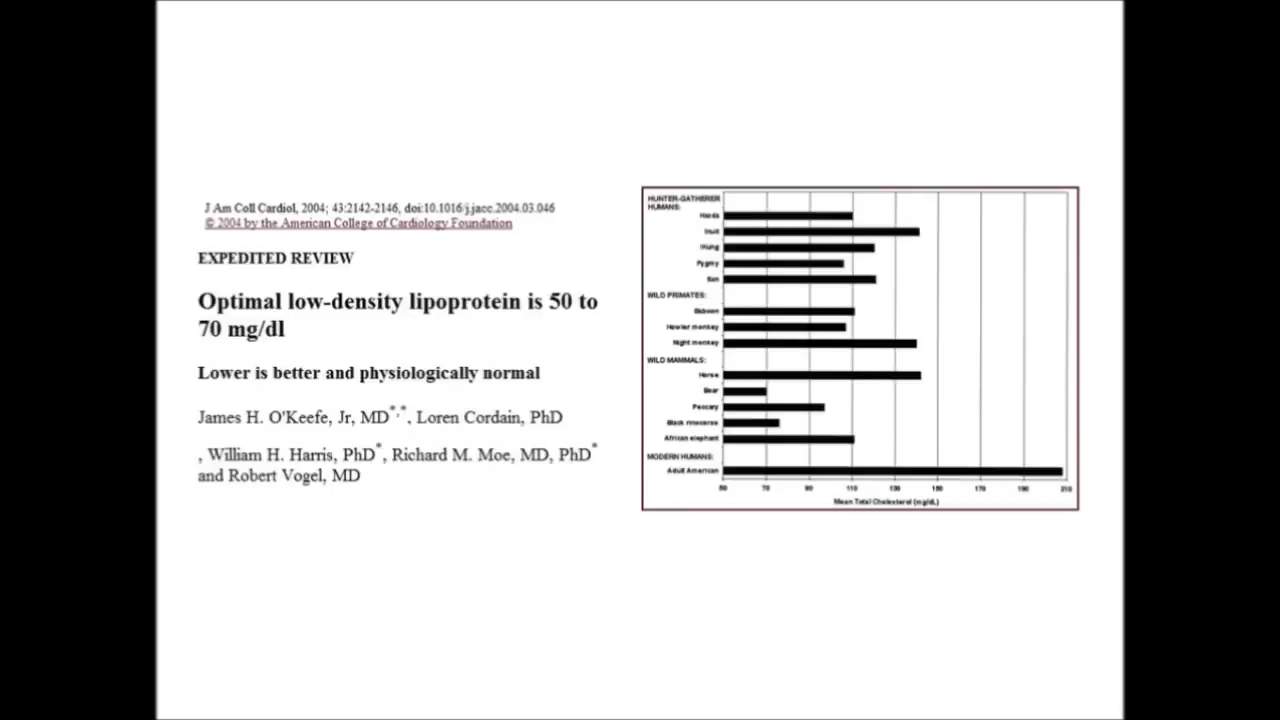 J Am Coll Cardiol, 2004; 43:2142-2146, doi:10.1016/j.jacc.2004.03.046
© 2004 by the American College of Cardiology Foundation
EXPEDITED REVIEW
Optimal low-density lipoprotein is 50 to
70 mg/dl
Lower is better and physiologically normal
James H. O'Keefe, Jr, MD*,*, Loren Cordain, PhD
, William H. Harris, PhD*, Richard M. Moe, MD, PhD*
and Robert Vogel, MD
HUNTER-GATHERER
HUMANS:
Hazda
Inuit
!Kung
Pygmy
San
WILD PRIMATES:
Baboon
Howler monkey
Night monkey
WILD MAMMALS:
Horse
Boar
Peccary
Black rinoceros
African elephant
MODERN HUMANS:
Adult American
50 70 90 110 130 150 170 190 210
Mean Total Cholesterol (mg/dL)